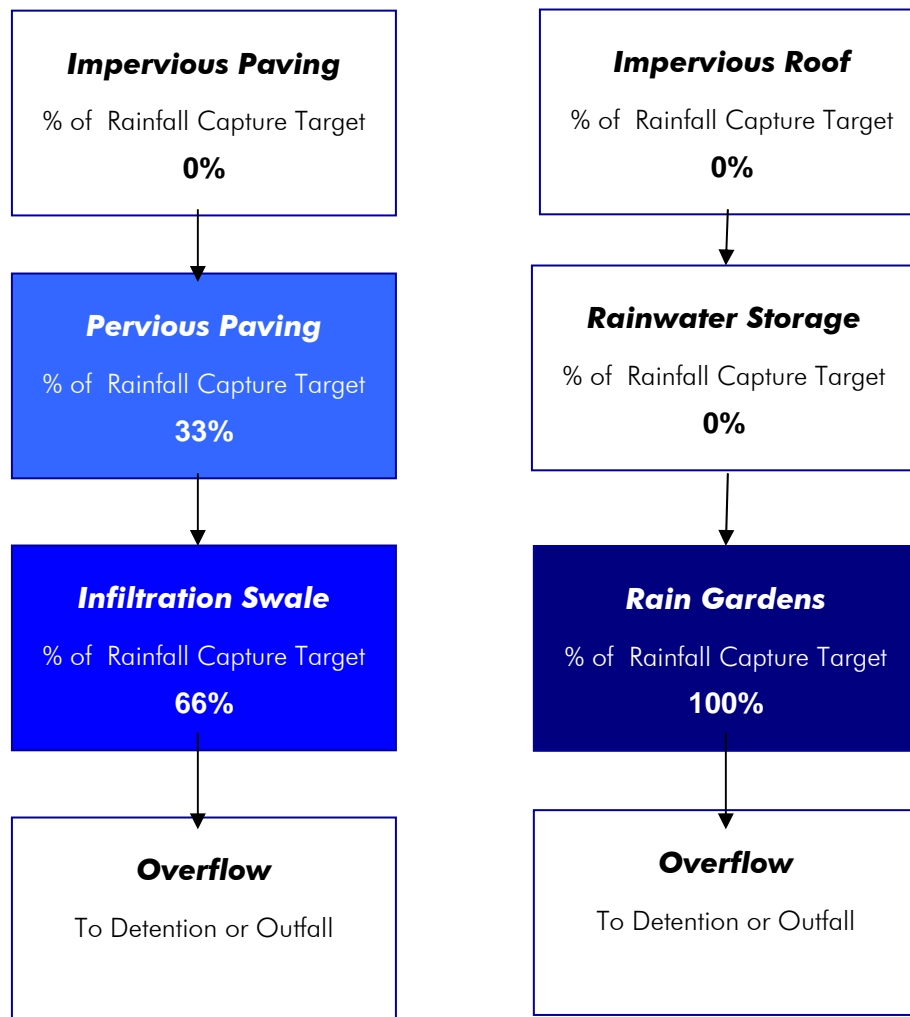 Impervious Paving
% of Rainfall Capture Target
0%
Pervious Paving
% of Rainfall Capture Target
33%
Infiltration Swale
% of Rainfall Capture Target
66%
Overflow
To Detention or Outfall
Impervious Roof
% of Rainfall Capture Target
0%
Rainwater Storage
% of Rainfall Capture Target
0%
Rain Gardens
% of Rainfall Capture Target
100%
Overflow
To Detention or Outfall